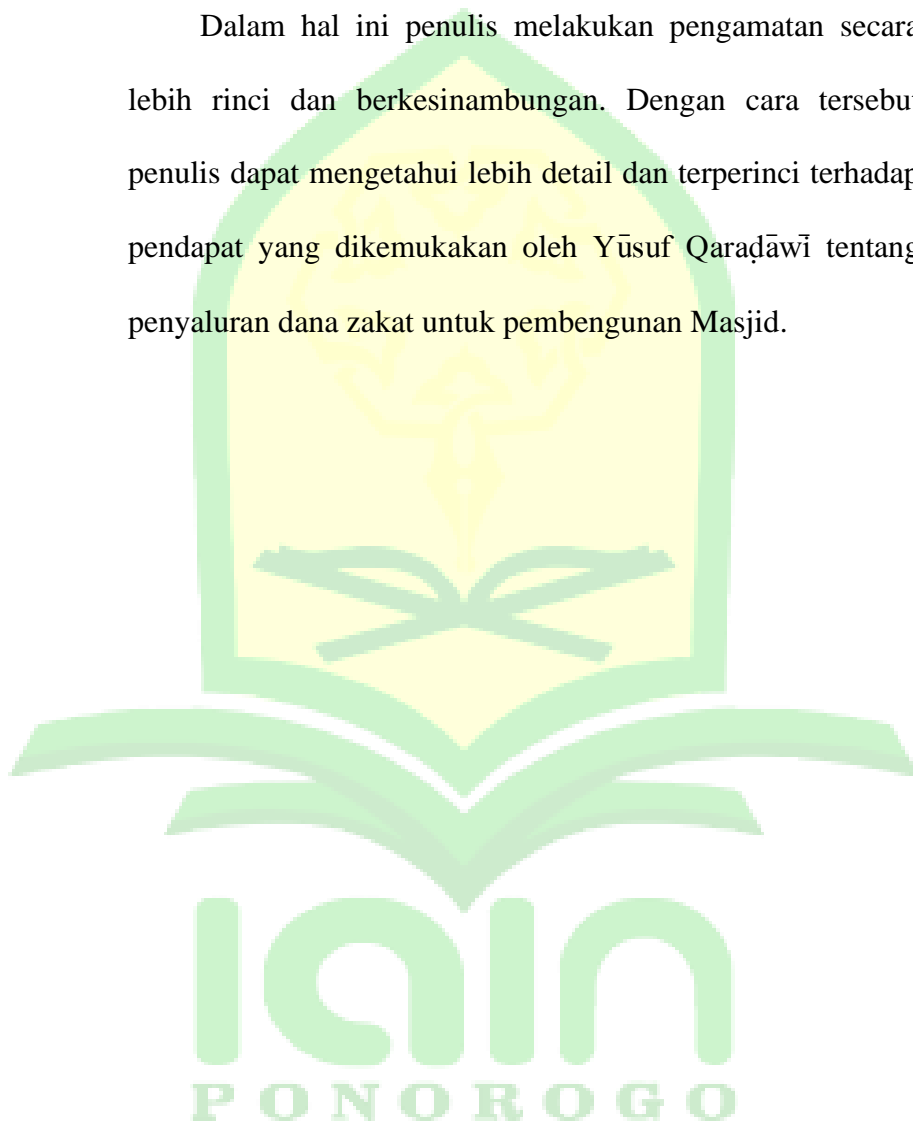 Dalam hal ini penulis melakukan pengamatan secara
lebih rinci dan berkesinambungan. Dengan cara tersebut
penulis dapat mengetahui lebih detail dan terperinci terhadap
pendapat yang dikemukakan oleh Yūsuf Qaraḍāwī tentang
penyaluran dana zakat untuk pembengunan Masjid.
iain
PONOROGO